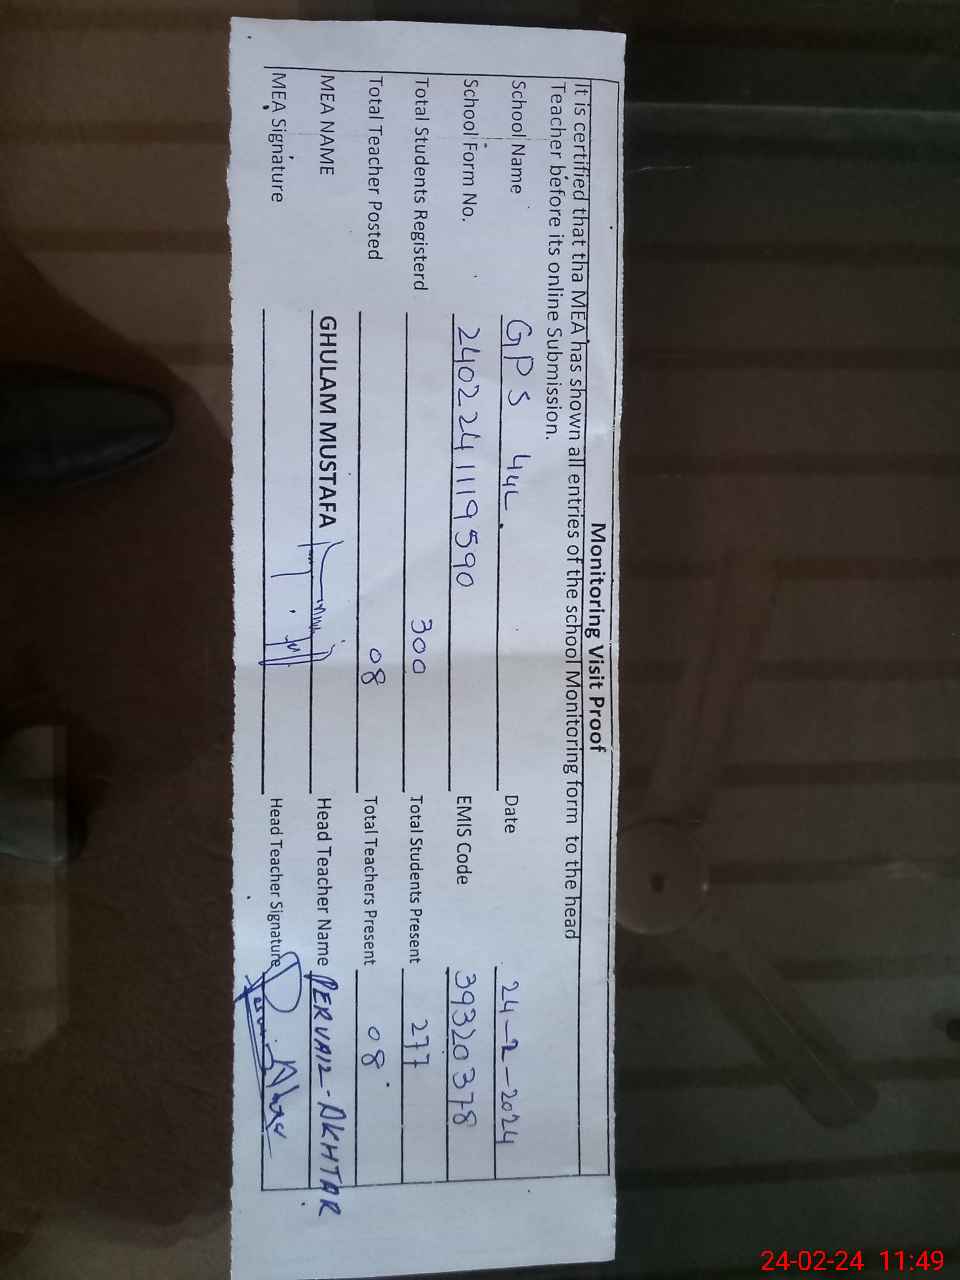 Monitoring Visit Proof
It is certified that tha MEA has shown all entries of the school Monitoring form to the head
Teacher before its online Submission.
School Name GPS 44L. Date 24-2-2024
School Form No. 2402241119590 EMIS Code 39320378
Total Students Registerd 300 Total Students Present 277
Total Teacher Posted 08 Total Teachers Present 08
MEA NAME GHULAM MUSTAFA Head Teacher Name PERVAIZ-AKHTAR
MEA Signature Head Teacher Signature
24-02-24 11:49